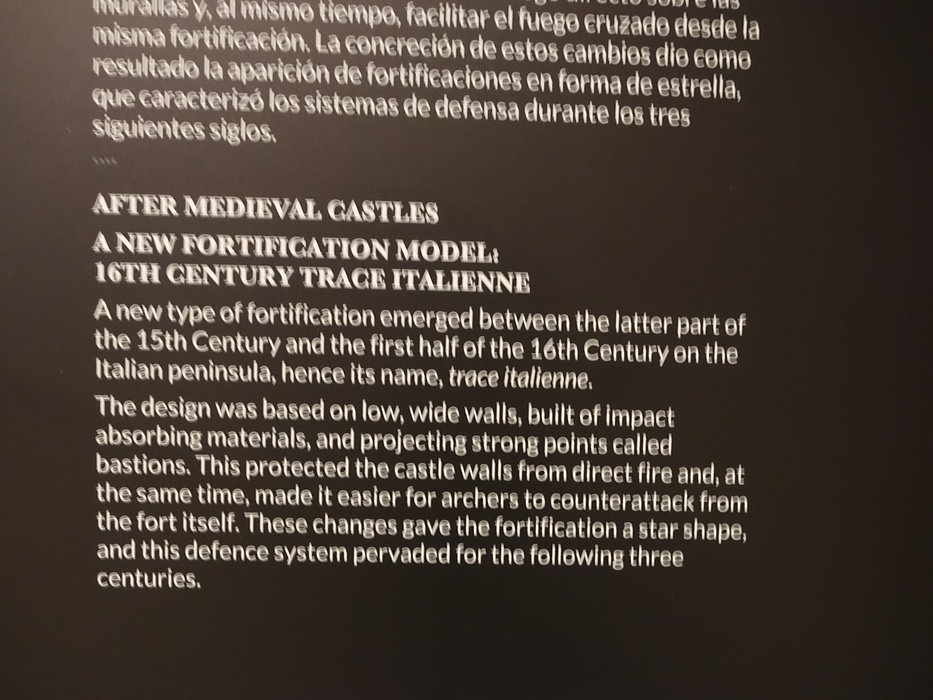 murallas y, al mismo tiempo, facilitar el fuego cruzado desde la
misma fortificación. La concreción de estos cambios dio como
resultado la aparición de fortificaciones en forma de estrella,
que caracterizó los sistemas de defensa durante los tres
siguientes siglos.
AFTER MEDIEVAL CASTLES
A NEW FORTIFICATION MODEL:
16TH CENTURY TRACE ITALIENNE
A new type of fortification emerged between the latter part of
the 15th Century and the first half of the 16th Century on the
Italian peninsula, hence its name, trace italienne.
The design was based on low, wide walls, built of impact
absorbing materials, and projecting strong points called
bastions. This protected the castle walls from direct fire and, at
the same time, made it easier for archers to counterattack from
the fort itself. These changes gave the fortification a star shape,
and this defence system pervaded for the following three
centuries.